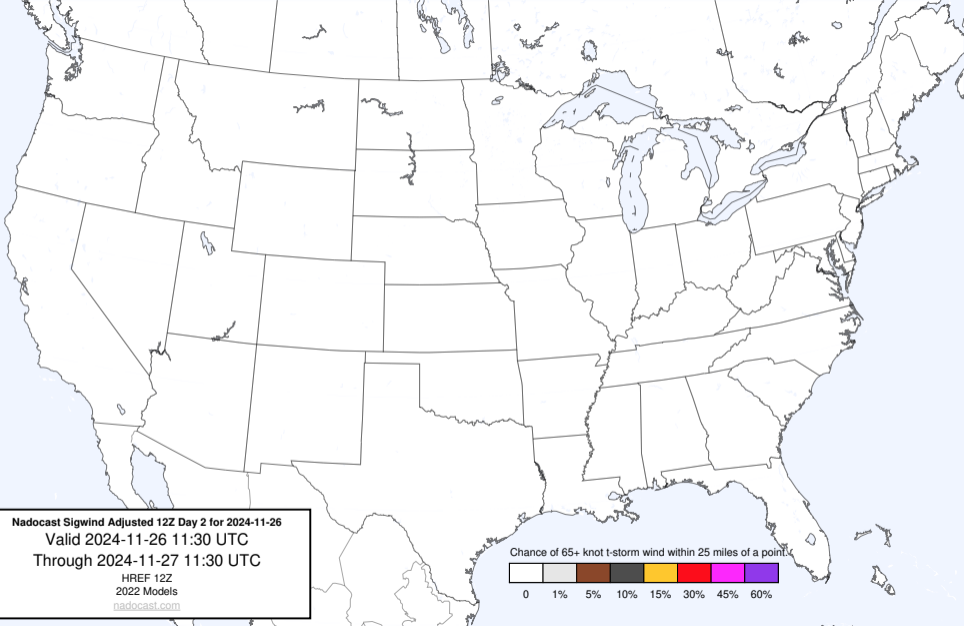 Nadocast Sigwind Adjusted 12Z Day 2 for 2024-11-26
Valid 2024-11-26 11:30 UTC
Through 2024-11-27 11:30 UTC
HREF 12Z
2022 Models
nadocast.com
Chance of 65+ knot t-storm wind within 25 miles of a point.
0 1% 5% 10% 15% 30% 45% 60%